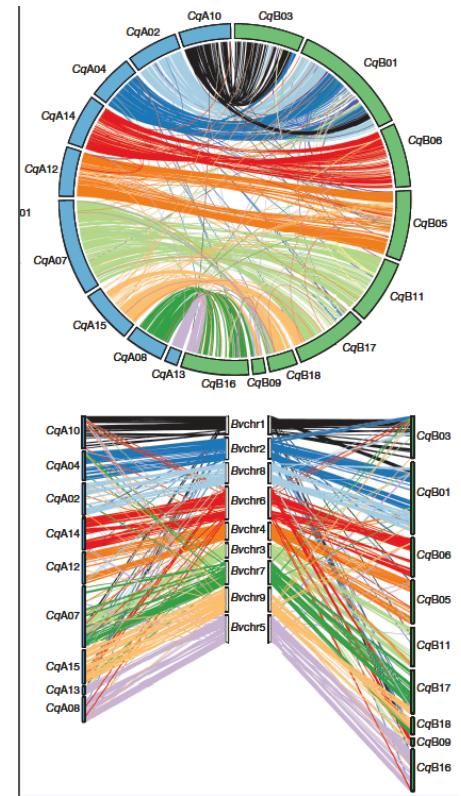 CqA10
CqB03
CqA02
CqB01
CqA04
CqA14
CqB06
CqA12
01
CqB05
CqA07
CqB11
CqA15
CqB17
CqA08
CqB18
CqA13
CqB16
CqB09
CqA10
Bvchr1
CqB03
CqA04
Bvchr2
CqA02
Bvchr8
CqB01
CqA14
Bvchr6
CqA12
Bvchr4
CqB06
Bvchr3
CqB05
CqA07
Bvchr7
CqB11
Bvchr9
CqA15
Bvchr5
CqB17
CqA13
CqA08
CqB18
CqB09
CqB16